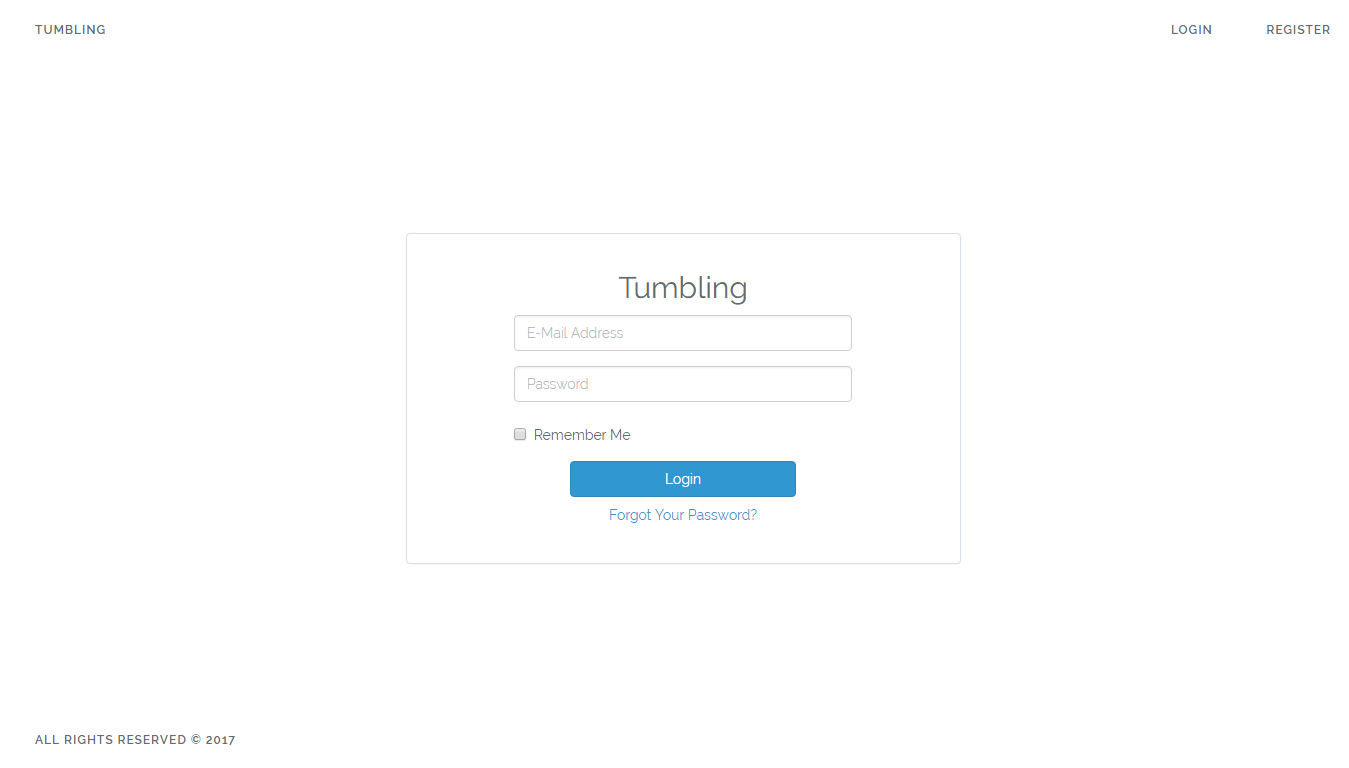 TUMBLING LOGIN REGISTER
Tumbling
E-Mail Address
Password
Remember Me
Login
Forgot Your Password?
ALL RIGHTS RESERVED © 2017